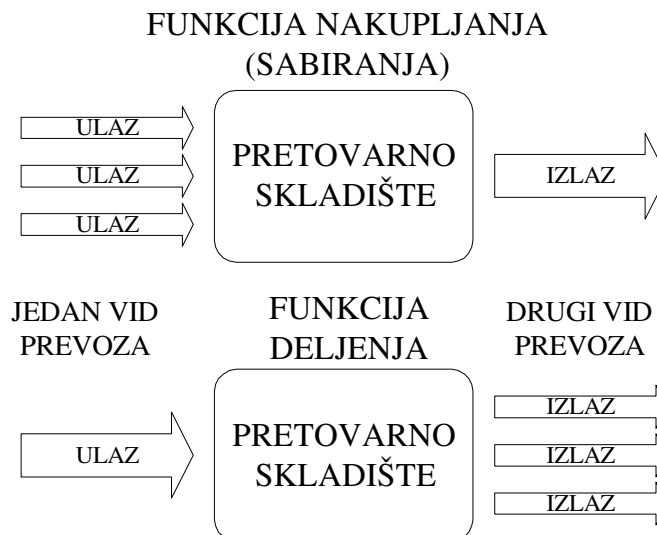 FUNKCIJA NAKUPLJANJA
(SABIRANJA)
ULAZ
ULAZ
ULAZ
PRETOVARNO
SKLADIŠTE
IZLAZ
JEDAN VID
PREVOZA
FUNKCIJA
DELJENJA
DRUGI VID
PREVOZA
ULAZ
PRETOVARNO
SKLADIŠTE
IZLAZ
IZLAZ
IZLAZ